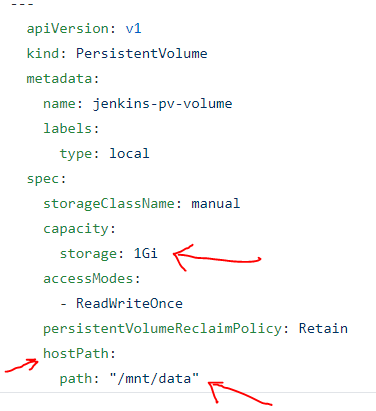 ---
apiVersion: v1
kind: PersistentVolume
metadata:
name: jenkins-pv-volume
labels:
type: local
spec:
storageClassName: manual
capacity:
storage: 1Gi
accessModes:
- ReadWriteOnce
persistentVolumeReclaimPolicy: Retain
hostPath:
path: "/mnt/data"